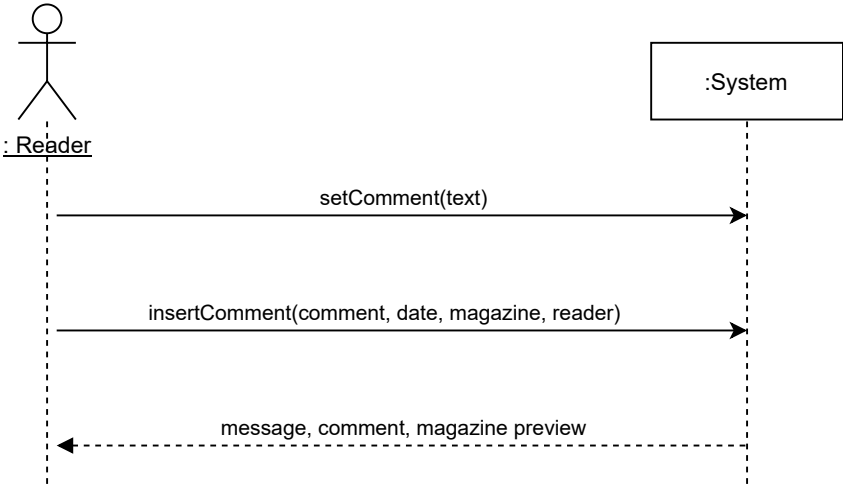 :System
: Reader
setComment(text)
insertComment(comment, date, magazine, reader)
message, comment, magazine preview